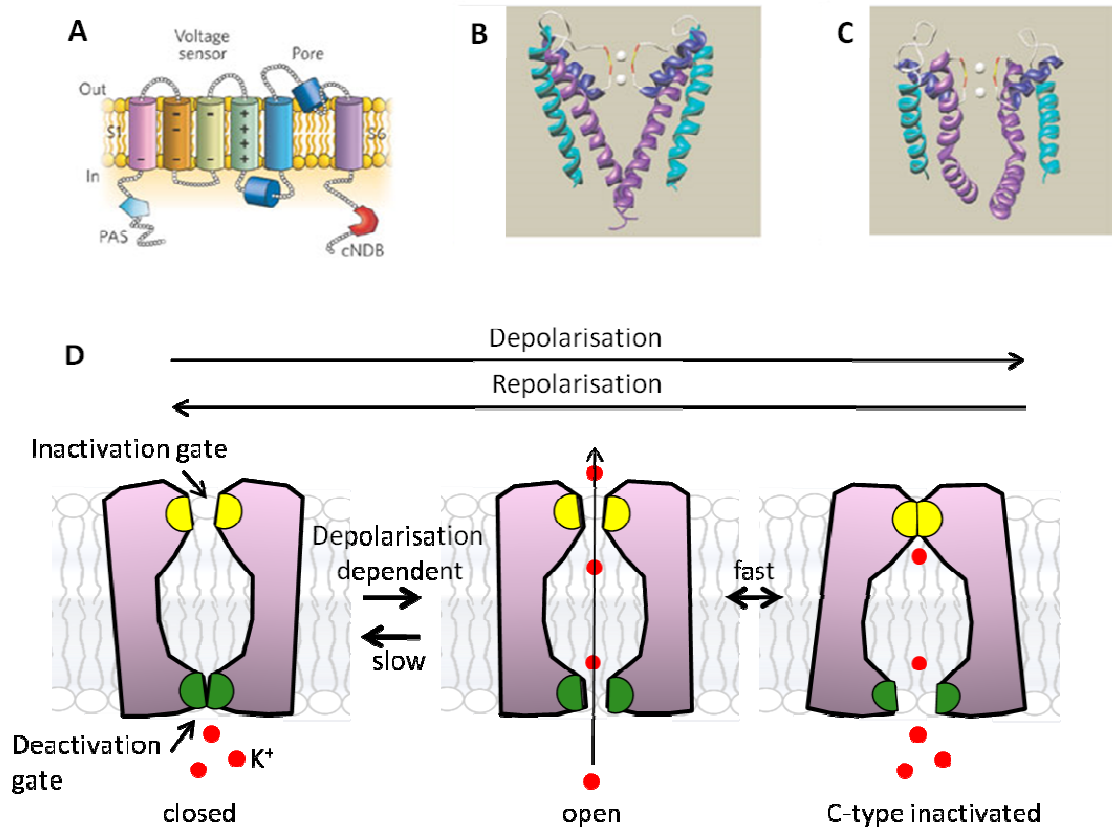 A
Voltage
sensor
Pore
Out
S1
S6
In
PAS
cNDB
B
C
D
Depolarisation
Repolarisation
Inactivation gate
Depolarisation
dependent
slow
fast
Deactivation
gate
K⁺
closed
open
C-type inactivated